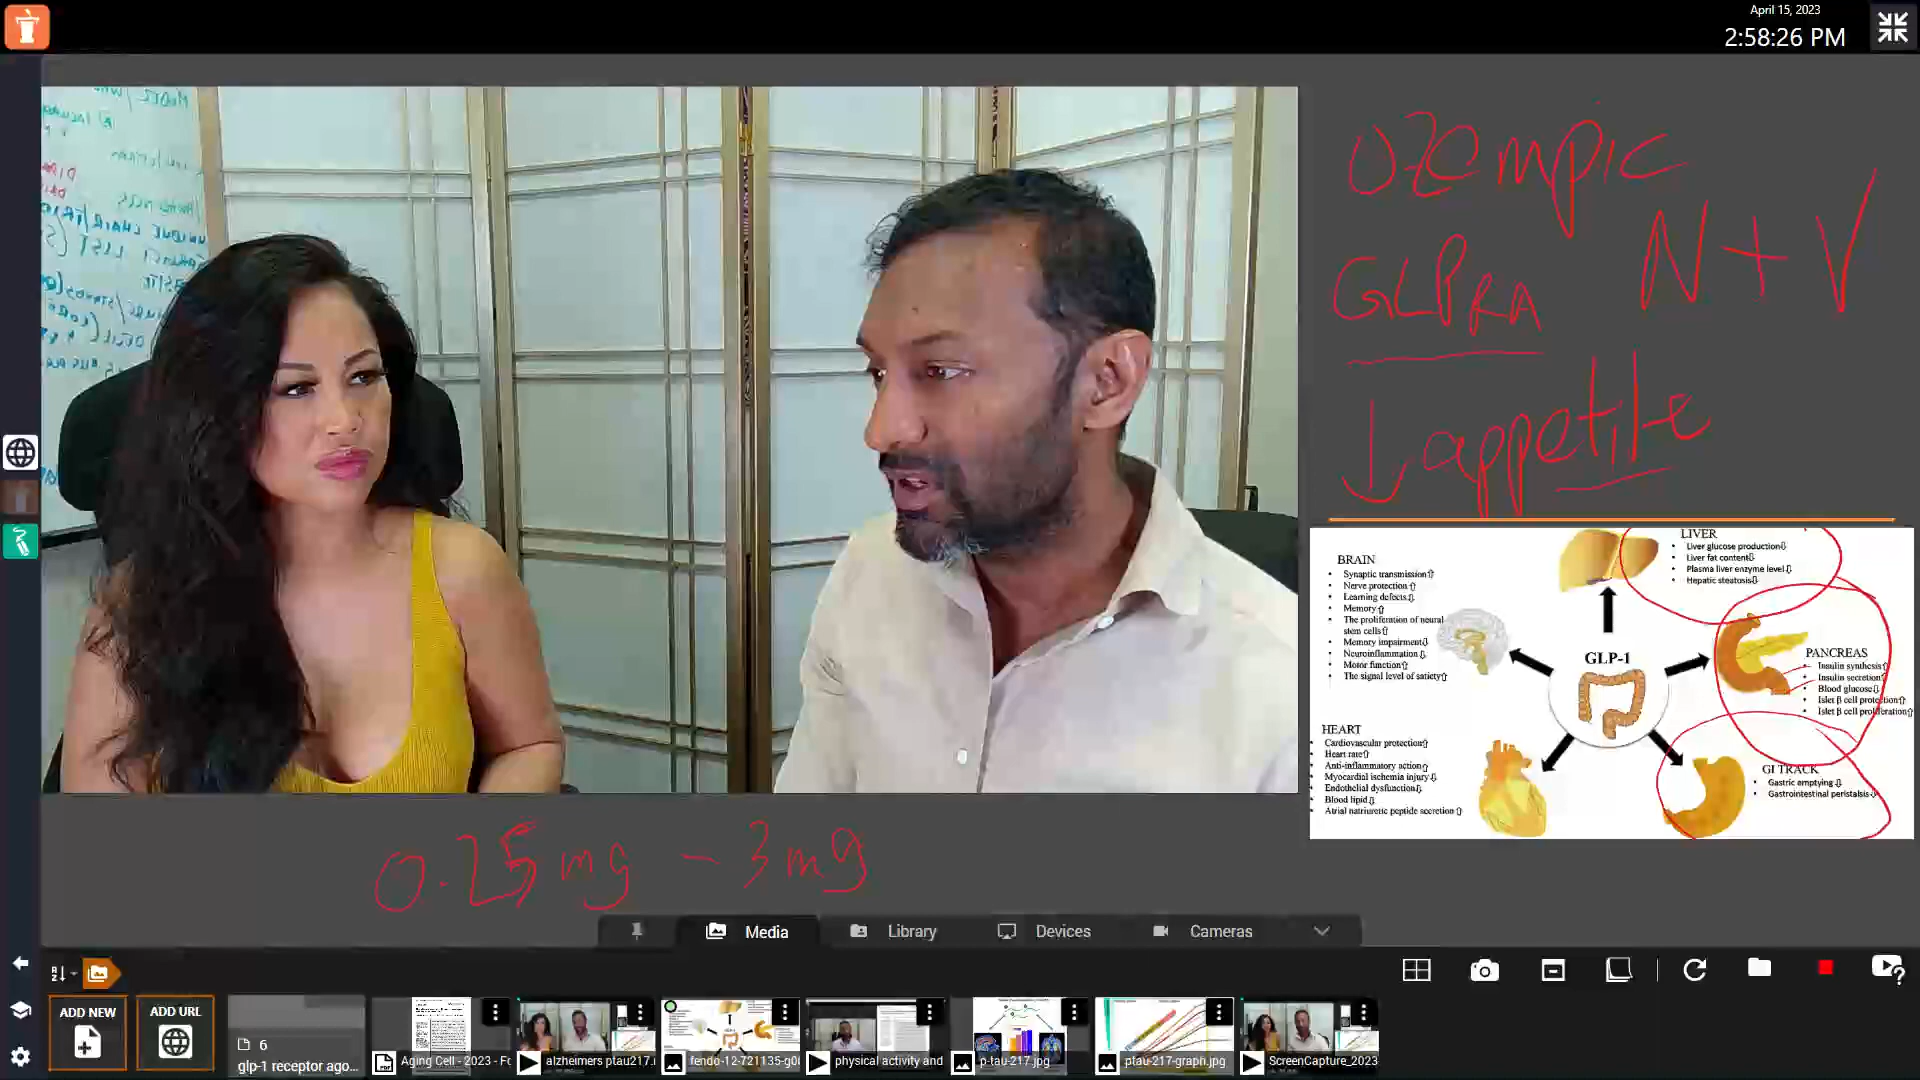 April 15, 2023
2:58:26 PM
OZEMPIC
GLPRA
N + V
↓ appetite
LIVER
• Liver glucose production⇩
• Liver fat content⇩
• Plasma liver enzyme level⇩
• Hepatic steatosis⇩
BRAIN
• Synaptic transmission⇧
• Nerve protection⇧
• Learning defects⇩
• Memory⇧
• The proliferation of neural
stem cells⇧
• Memory impairment⇩
• Neuroinflammation⇩
• Motor function⇧
• The signal level of satiety⇧
GLP-1
PANCREAS
• Insulin synthesis⇧
• Insulin secretion⇧
• Blood glucose⇩
• Islet β cell protection⇧
• Islet β cell proliferation⇧
HEART
• Cardiovascular protection⇧
• Heart rate⇧
• Anti-inflammatory action⇧
• Myocardial ischemia injury⇩
• Endothelial dysfunction⇩
• Blood lipid⇩
• Atrial natriuretic peptide secretion⇧
GI TRACK
• Gastric emptying⇩
• Gastrointestinal peristalsis⇩
0.25 mg - 3 mg
Media
Library
Devices
Cameras
ADD NEW
ADD URL
6
glp-1 receptor ago...
Aging Cell - 2023 - Fo
alzheimers ptau217.
fendo-12-721135-g0
physical activity and
p-tau-217.jpg
ptau-217-graph.jpg
ScreenCapture_2023